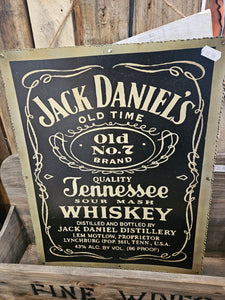 JACK DANIEL'S
OLD TIME
Old
No. 7
BRAND
QUALITY
Tennessee
SOUR MASH
WHISKEY
DISTILLED AND BOTTLED BY
JACK DANIEL DISTILLERY
LEM MOTLOW, PROPRIETOR
LYNCHBURG (POP. 361), TENN., U.S.A.
43% ALC. BY VOL. (86 PROOF)
FINE